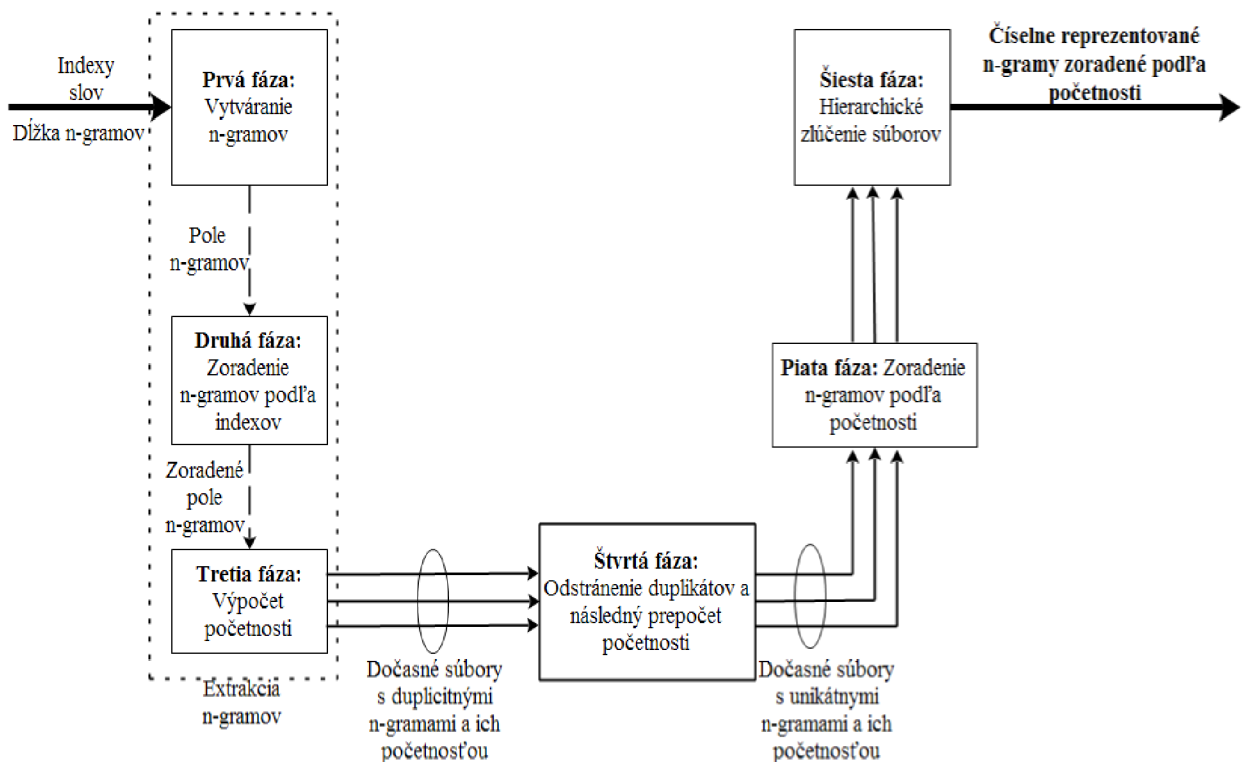 Indexy
slov
Dĺžka n-gramov
Prvá fáza:
Vytváranie
n-gramov
Pole
n-gramov
Druhá fáza:
Zoradenie
n-gramov podľa
indexov
Zoradené
pole
n-gramov
Tretia fáza:
Výpočet
početnosti
Extrakcia
n-gramov
Dočasné súbory
s duplicitnými
n-gramami a ich
početnosťou
Štvrtá fáza:
Odstránenie duplikátov a
následný prepočet
početnosti
Dočasné súbory
s unikátnymi
n-gramami a ich
početnosťou
Piata fáza: Zoradenie
n-gramov podľa
početnosti
Šiesta fáza:
Hierarchické
zlúčenie súborov
Číselne reprezentované
n-gramy zoradené podľa
početnosti